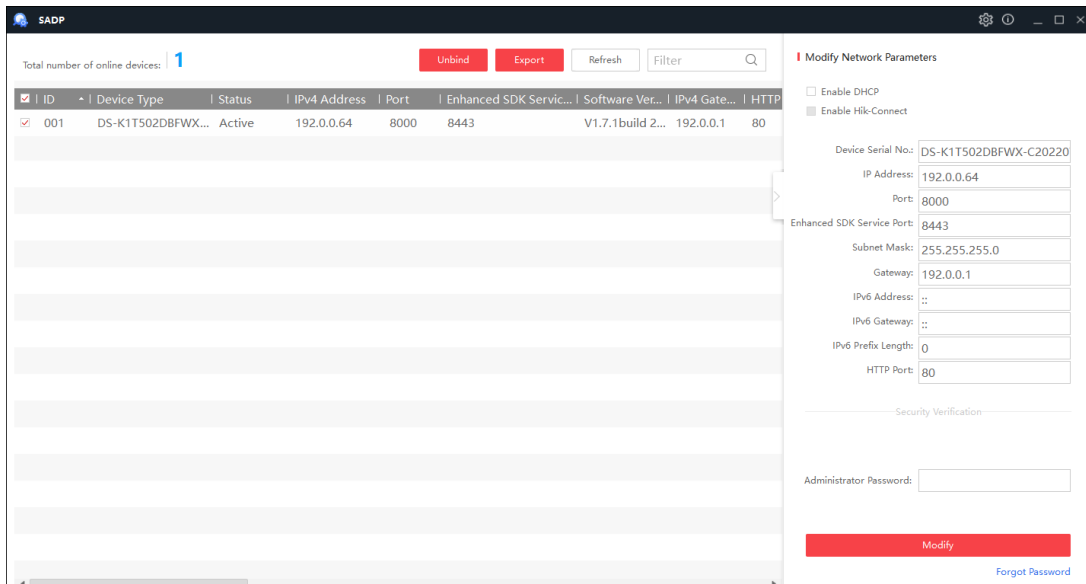 SADP
Total number of online devices: 1
Unbind Export Refresh Filter
ID Device Type Status IPv4 Address Port Enhanced SDK Servic... Software Ver... IPv4 Gate... HTTP
001 DS-K1T502DBFWX... Active 192.0.0.64 8000 8443 V1.7.1build 2... 192.0.0.1 80
Modify Network Parameters
Enable DHCP
Enable Hik-Connect
Device Serial No.: DS-K1T502DBFWX-C20220
IP Address: 192.0.0.64
Port: 8000
Enhanced SDK Service Port: 8443
Subnet Mask: 255.255.255.0
Gateway: 192.0.0.1
IPv6 Address: ::
IPv6 Gateway: ::
IPv6 Prefix Length: 0
HTTP Port: 80
Security Verification
Administrator Password:
Modify
Forgot Password